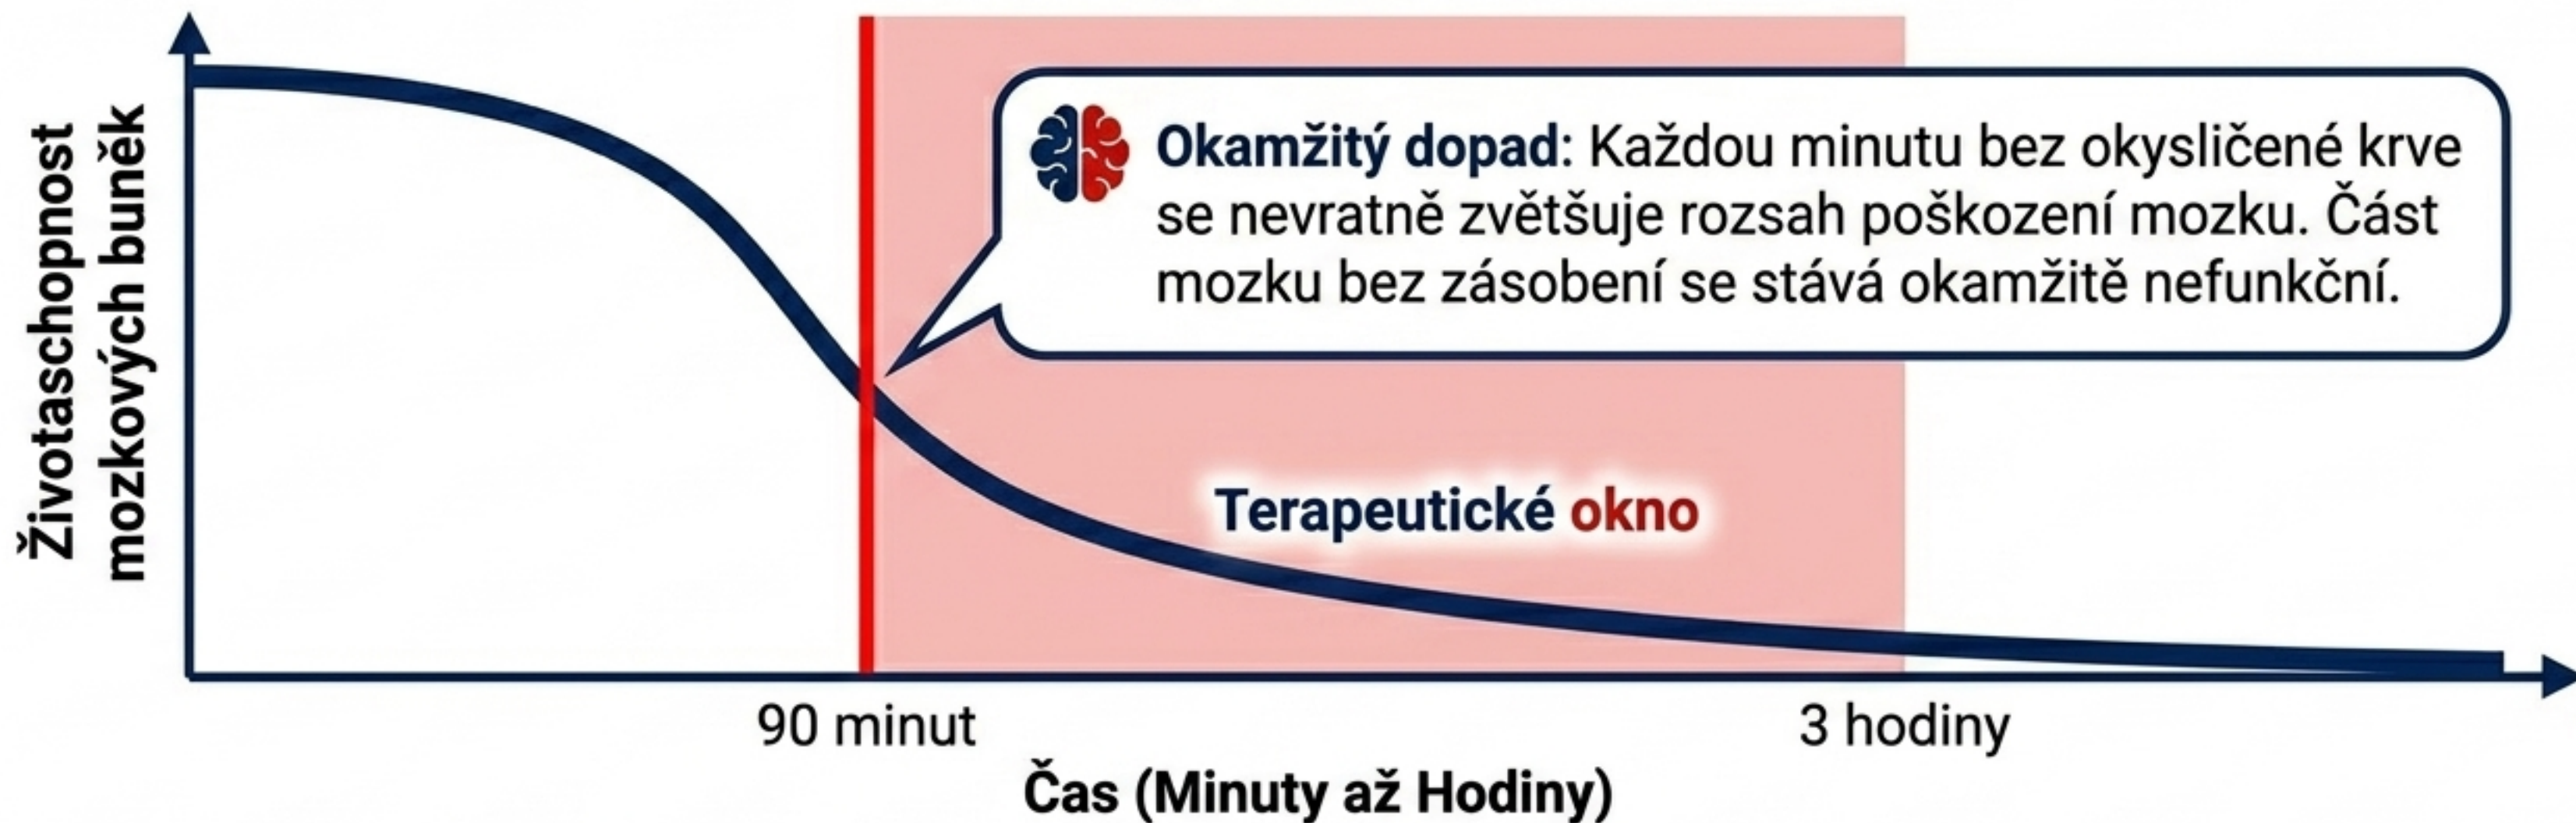 Životaschopnost
mozkových buněk
Okamžitý dopad: Každou minutu bez okysličené krve
se nevratně zvětšuje rozsah poškození mozku. Část
mozku bez zásobení se stává okamžitě nefunkční.
Terapeutické okno
90 minut
3 hodiny
Čas (Minuty až Hodiny)